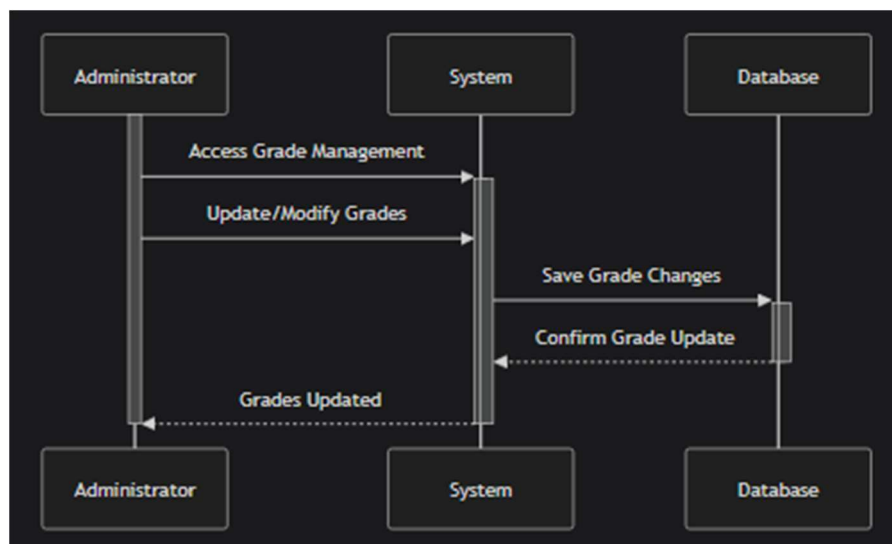 Administrator
System
Database
Access Grade Management
Update/Modify Grades
Save Grade Changes
Confirm Grade Update
Grades Updated
Administrator
System
Database